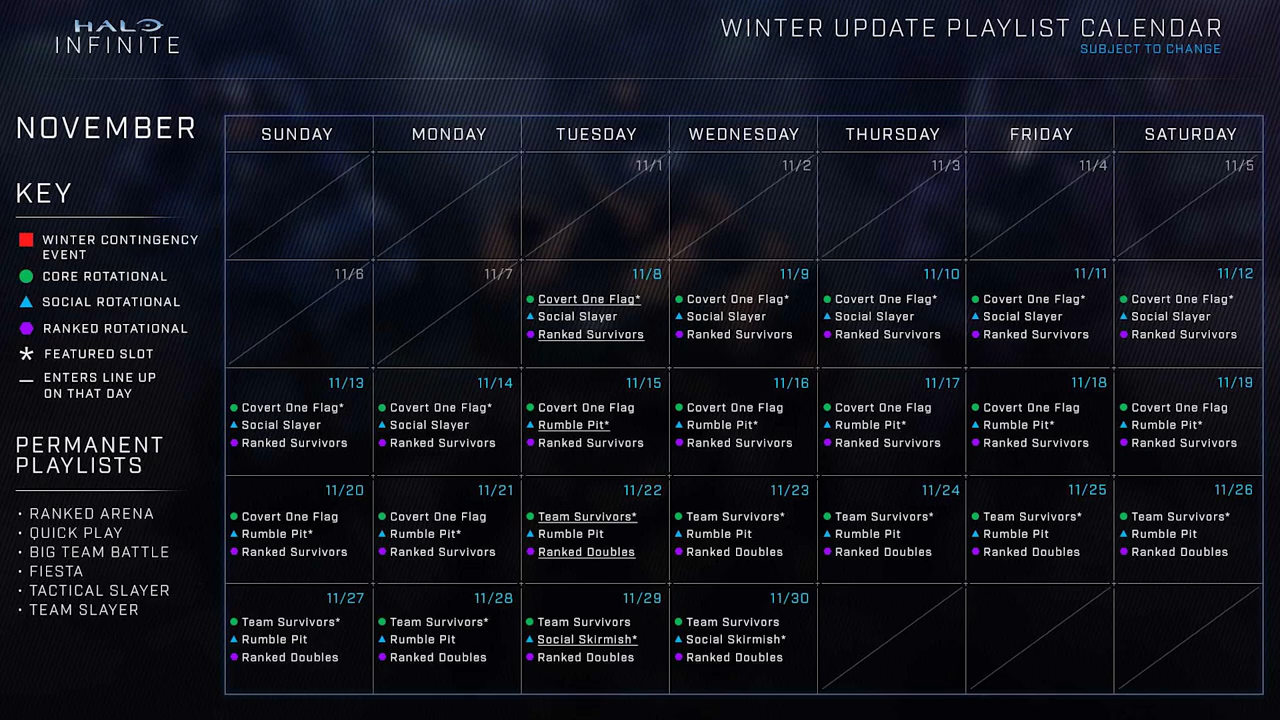 HALO
INFINITE
WINTER UPDATE PLAYLIST CALENDAR
SUBJECT TO CHANGE
NOVEMBER
KEY
WINTER CONTINGENCY
EVENT
CORE ROTATIONAL
SOCIAL ROTATIONAL
RANKED ROTATIONAL
* FEATURED SLOT
— ENTERS LINE UP
ON THAT DAY
PERMANENT
PLAYLISTS
· RANKED ARENA
· QUICK PLAY
· BIG TEAM BATTLE
· FIESTA
· TACTICAL SLAYER
· TEAM SLAYER
SUNDAY MONDAY TUESDAY WEDNESDAY THURSDAY FRIDAY SATURDAY
11/1 11/2 11/3 11/4 11/5
11/6 11/7 11/8 11/9 11/10 11/11 11/12
Covert One Flag* Covert One Flag* Covert One Flag* Covert One Flag* Covert One Flag*
Social Slayer Social Slayer Social Slayer Social Slayer Social Slayer
Ranked Survivors Ranked Survivors Ranked Survivors Ranked Survivors Ranked Survivors
11/13 11/14 11/15 11/16 11/17 11/18 11/19
Covert One Flag* Covert One Flag* Covert One Flag Covert One Flag Covert One Flag Covert One Flag Covert One Flag
Social Slayer Social Slayer Rumble Pit* Rumble Pit* Rumble Pit* Rumble Pit* Rumble Pit*
Ranked Survivors Ranked Survivors Ranked Survivors Ranked Survivors Ranked Survivors Ranked Survivors Ranked Survivors
11/20 11/21 11/22 11/23 11/24 11/25 11/26
Covert One Flag Covert One Flag Team Survivors* Team Survivors* Team Survivors* Team Survivors* Team Survivors*
Rumble Pit* Rumble Pit* Rumble Pit Rumble Pit Rumble Pit Rumble Pit Rumble Pit
Ranked Survivors Ranked Survivors Ranked Doubles Ranked Doubles Ranked Doubles Ranked Doubles Ranked Doubles
11/27 11/28 11/29 11/30
Team Survivors* Team Survivors* Team Survivors Team Survivors
Rumble Pit Rumble Pit Social Skirmish* Social Skirmish*
Ranked Doubles Ranked Doubles Ranked Doubles Ranked Doubles